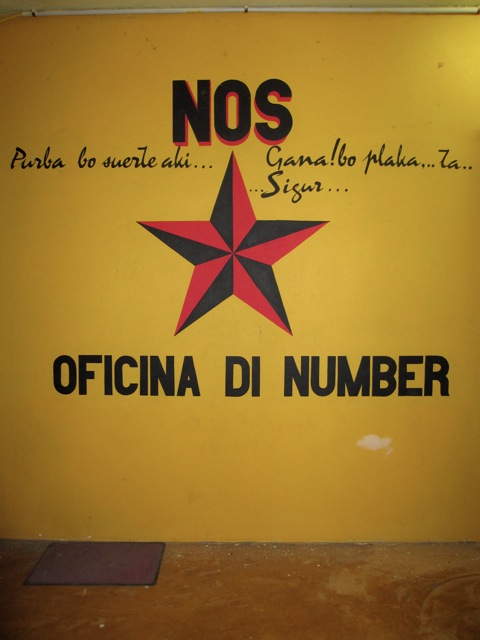 NOS
Purba bo suerte aki...
Gana! bo plaka... ta..
...Sigur...
OFICINA DI NUMBER